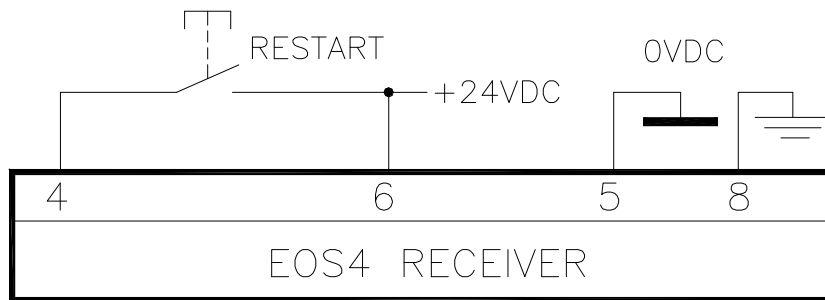 RESTART
0VDC
+24VDC
4 6 5 8
EOS4 RECEIVER